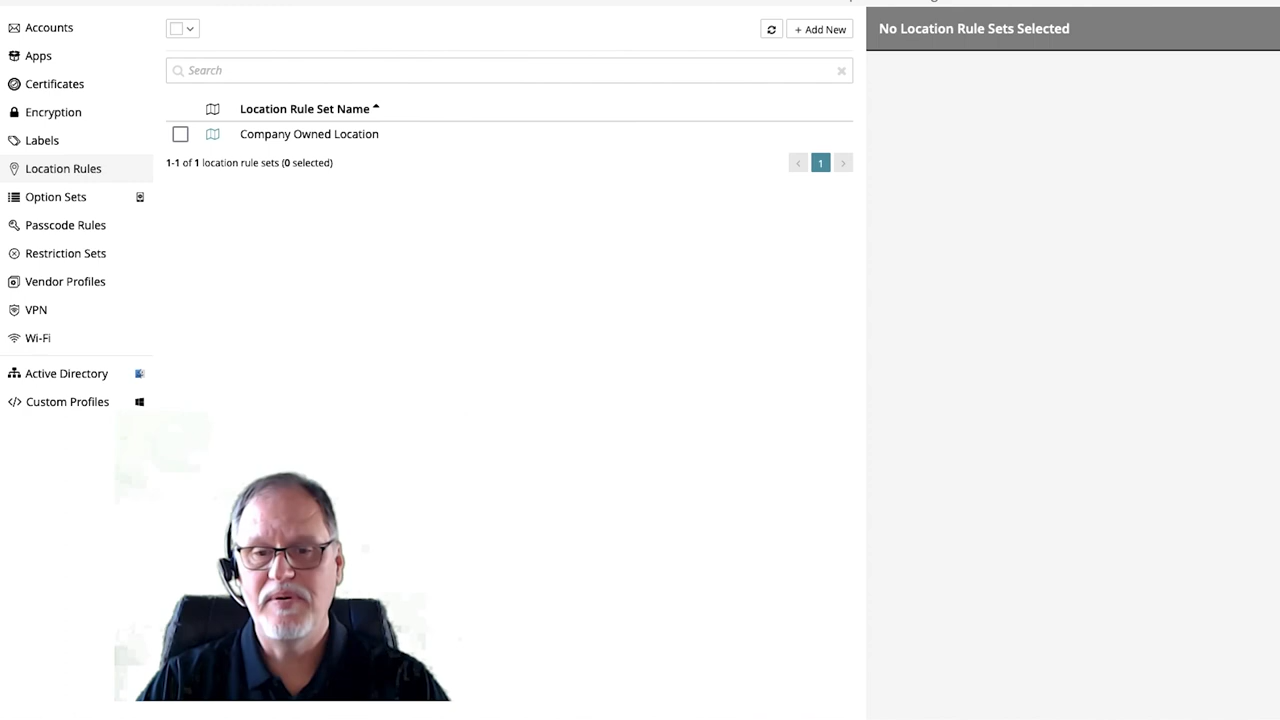 Accounts
Apps
Certificates
Encryption
Labels
Location Rules
Option Sets
Passcode Rules
Restriction Sets
Vendor Profiles
VPN
Wi-Fi
Active Directory
Custom Profiles
+ Add New
Search
Location Rule Set Name
Company Owned Location
1-1 of 1 location rule sets (0 selected)
< 1 >
No Location Rule Sets Selected